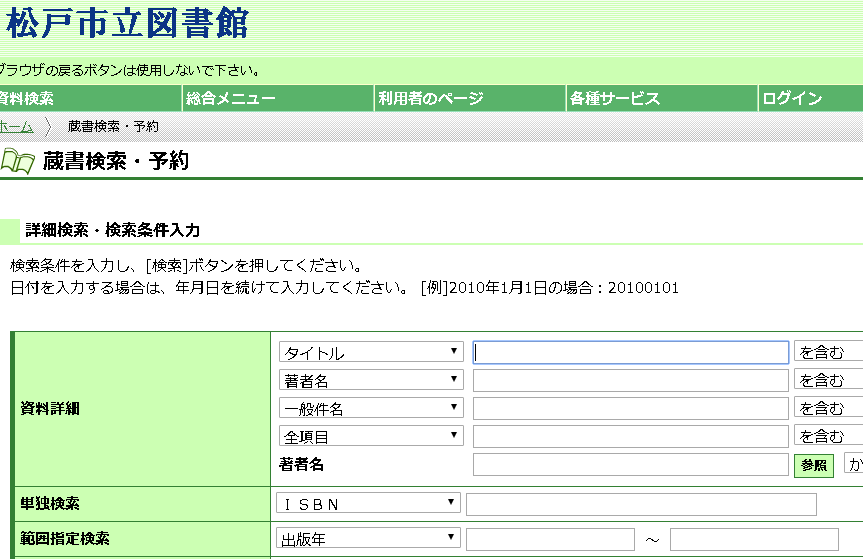 松戸市立図書館
ブラウザの戻るボタンは使用しないで下さい。
資料検索 総合メニュー 利用者のページ 各種サービス ログイン
ホーム 〉 蔵書検索・予約
蔵書検索・予約
詳細検索・検索条件入力
検索条件を入力し、[検索]ボタンを押してください。
日付を入力する場合は、年月日を続けて入力してください。 [例]2010年1月1日の場合：20100101
タイトル を含む
著者名 を含む
資料詳細 一般件名 を含む
全項目 を含む
著者名 参照 か
単独検索 ＩＳＢＮ
範囲指定検索 出版年 ～